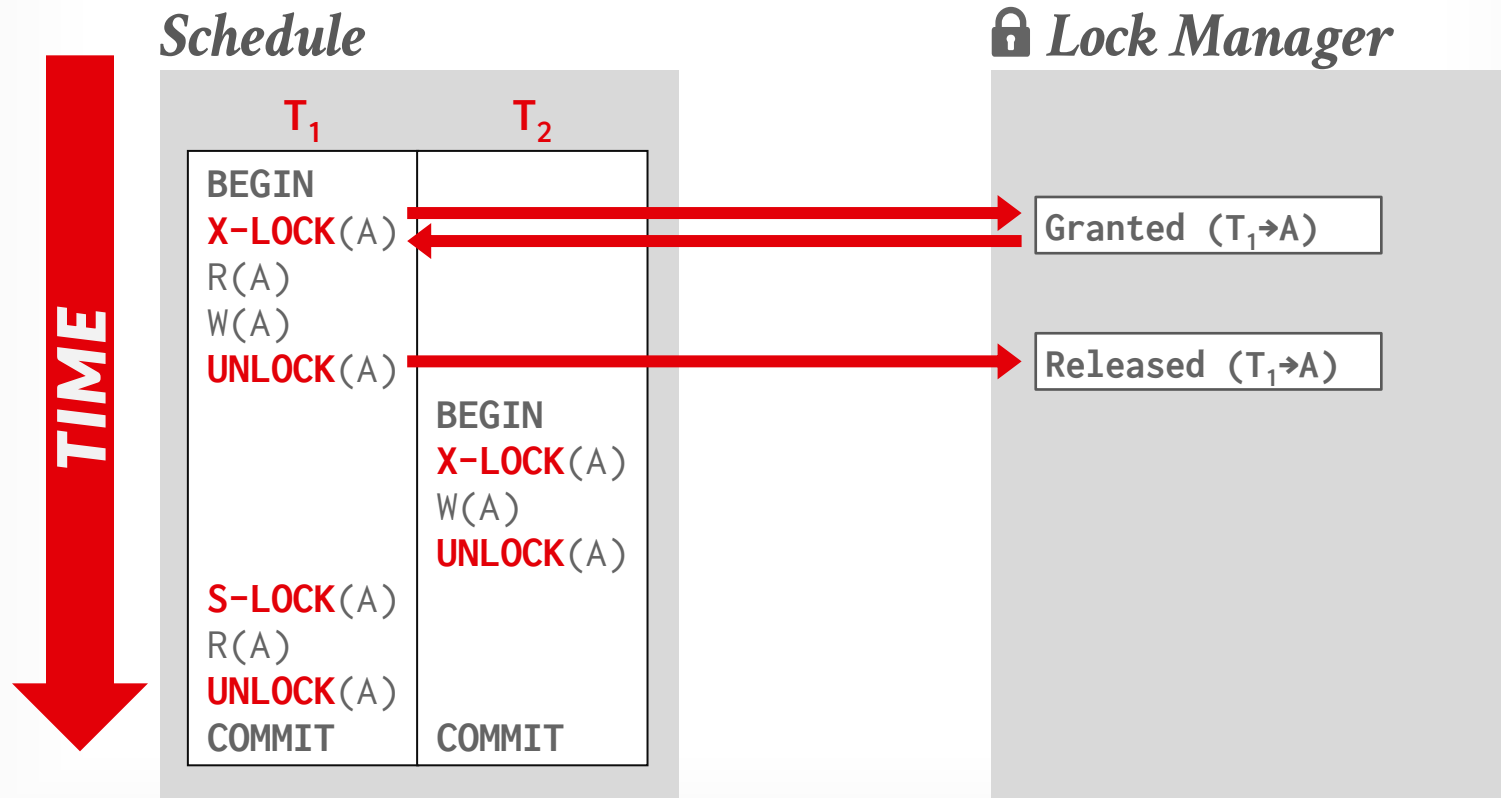 Schedule
Lock Manager
TIME
T₁ T₂
BEGIN
X-LOCK(A)
R(A)
W(A)
UNLOCK(A)
BEGIN
X-LOCK(A)
W(A)
UNLOCK(A)
S-LOCK(A)
R(A)
UNLOCK(A)
COMMIT COMMIT
Granted (T₁→A)
Released (T₁→A)